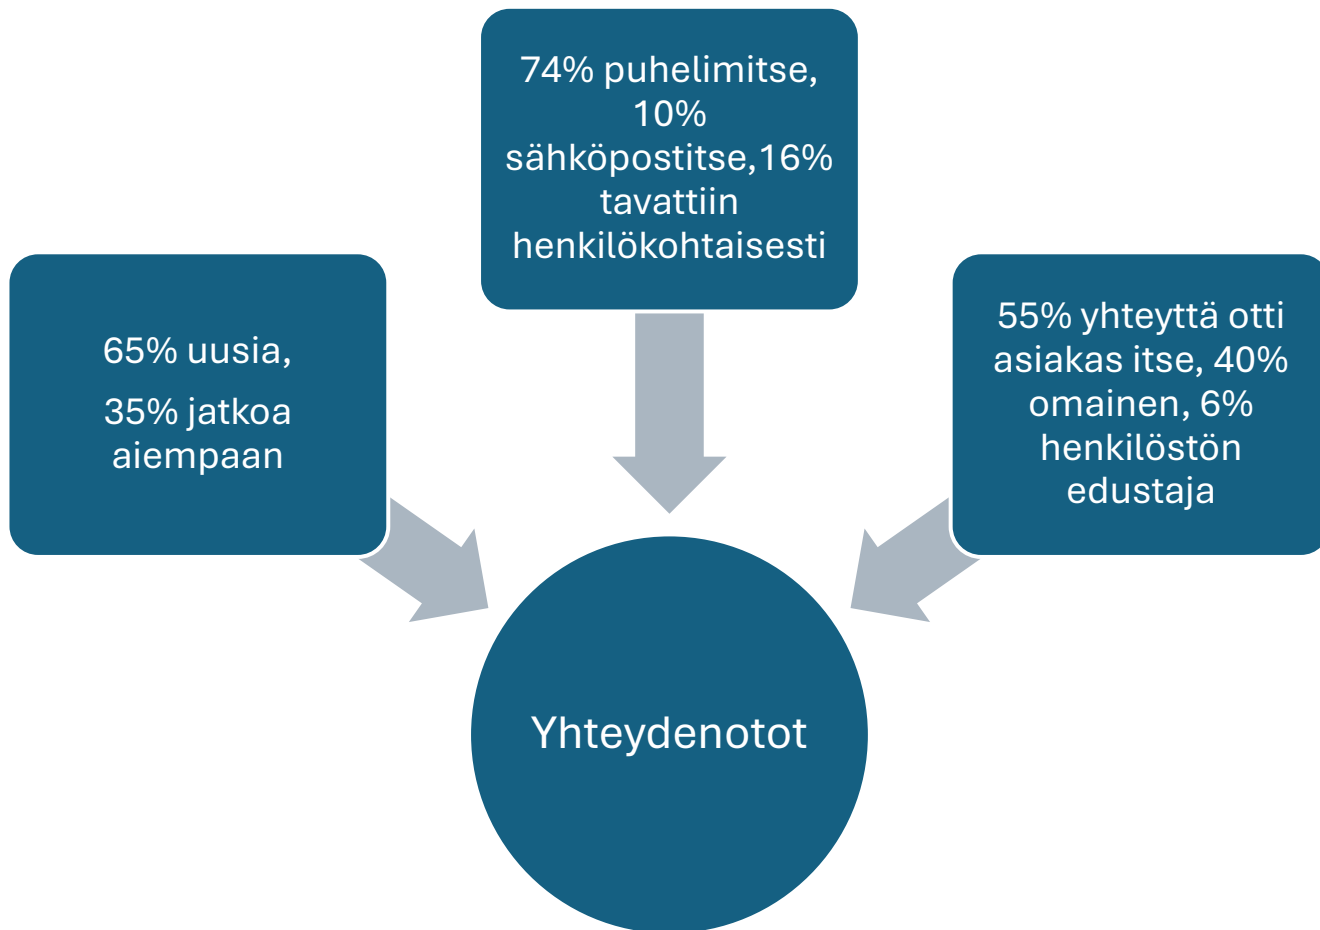 74% puhelimitse,
10%
sähköpostitse,16%
tavattiin
henkilökohtaisesti
65% uusia,
35% jatkoa
aiempaan
55% yhteyttä otti
asiakas itse, 40%
omainen, 6%
henkilöstön
edustaja
Yhteydenotot